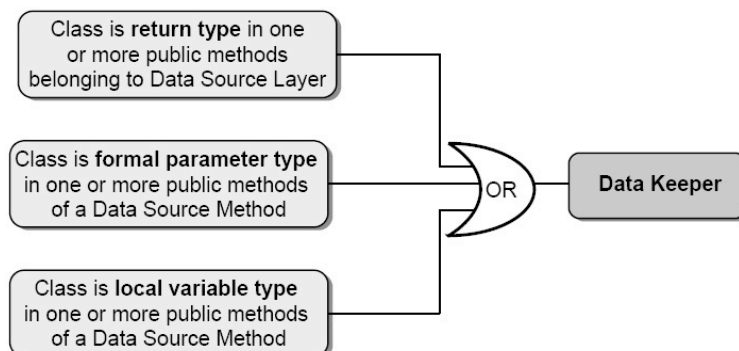 Class is return type in one
or more public methods
belonging to Data Source Layer
Class is formal parameter type
in one or more public methods
of a Data Source Method
Class is local variable type
in one or more public methods
of a Data Source Method
OR
Data Keeper